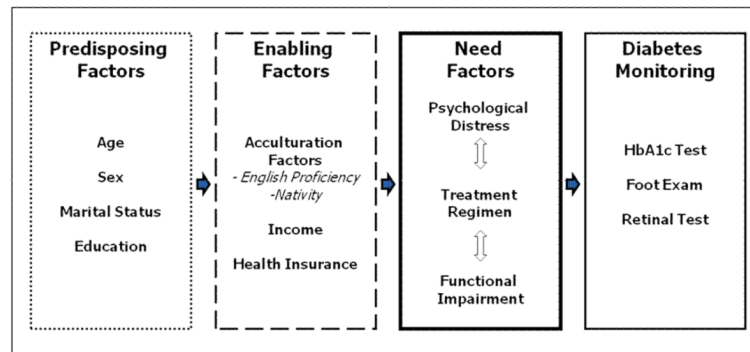 Predisposing
Factors
Age
Sex
Marital Status
Education
Enabling
Factors
Acculturation
Factors
- English Proficiency
-Nativity
Income
Health Insurance
Need
Factors
Psychological
Distress
Treatment
Regimen
Functional
Impairment
Diabetes
Monitoring
HbA1c Test
Foot Exam
Retinal Test